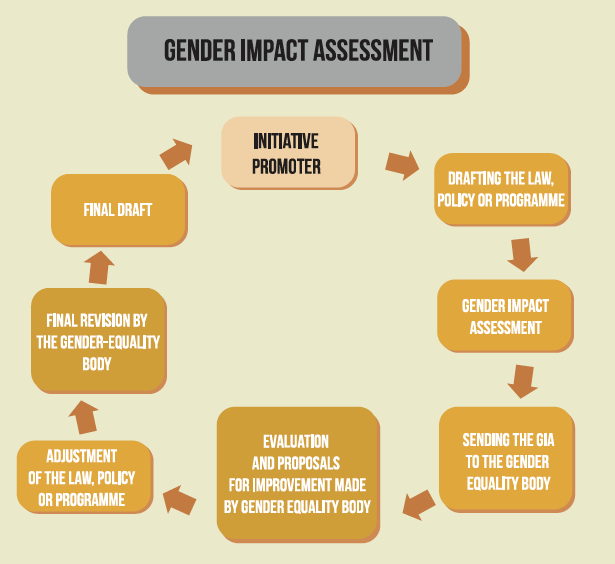 GENDER IMPACT ASSESSMENT
INITIATIVE
PROMOTER
DRAFTING THE LAW,
POLICY OR PROGRAMME
GENDER IMPACT
ASSESSMENT
SENDING THE GIA
TO THE GENDER
EQUALITY BODY
EVALUATION
AND PROPOSALS
FOR IMPROVEMENT MADE
BY GENDER EQUALITY BODY
ADJUSTMENT
OF THE LAW, POLICY
OR PROGRAMME
FINAL REVISION BY
THE GENDER-EQUALITY
BODY
FINAL DRAFT